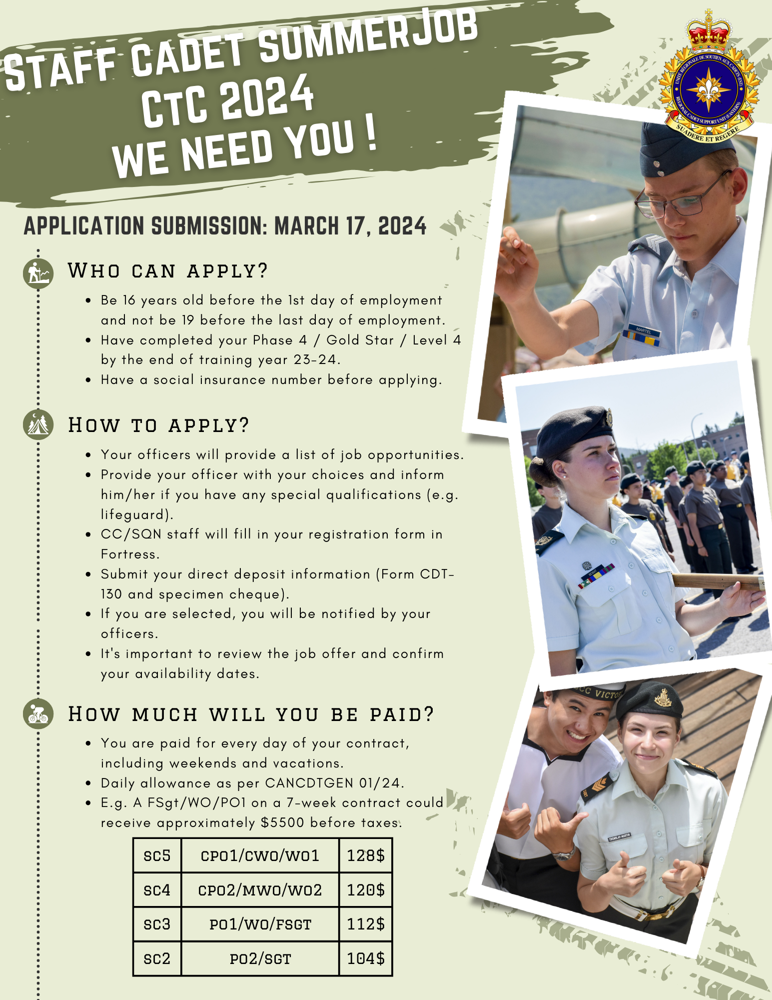 STAFF CADET SUMMERJOB
CTC 2024
WE NEED YOU !
UNITÉ RÉGIONALE DE SOUTIEN AUX CADETS (EST)
REGIONAL CADET SUPPORT UNIT (EASTERN)
SUADERE ET REGERE
APPLICATION SUBMISSION: MARCH 17, 2024
WHO CAN APPLY?
• Be 16 years old before the 1st day of employment
and not be 19 before the last day of employment.
• Have completed your Phase 4 / Gold Star / Level 4
by the end of training year 23-24.
• Have a social insurance number before applying.
MARTEL
HOW TO APPLY?
• Your officers will provide a list of job opportunities.
• Provide your officer with your choices and inform
him/her if you have any special qualifications (e.g.
lifeguard).
• CC/SQN staff will fill in your registration form in
Fortress.
• Submit your direct deposit information (Form CDT-
130 and specimen cheque).
• If you are selected, you will be notified by your
officers.
• It's important to review the job offer and confirm
your availability dates.
BENOIT
HOW MUCH WILL YOU BE PAID?
• You are paid for every day of your contract,
including weekends and vacations.
• Daily allowance as per CANCDTGEN 01/24.
• E.g. A FSgt/WO/PO1 on a 7-week contract could
receive approximately $5500 before taxes.
SC5 CPO1/CWO/WO1 128$
SC4 CPO2/MWO/WO2 120$
SC3 PO1/WO/FSGT 112$
SC2 PO2/SGT 104$
CC VICTO
TREMBLAY-MARTIN